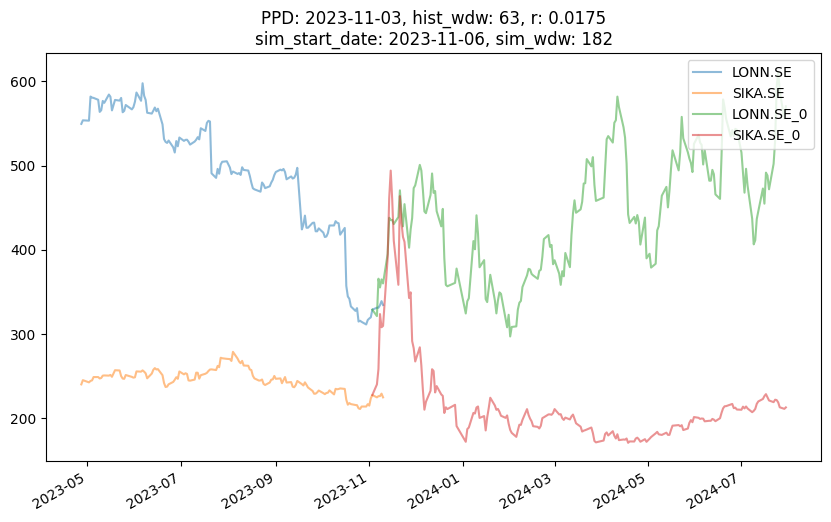 PPD: 2023-11-03, hist_wdw: 63, r: 0.0175
sim_start_date: 2023-11-06, sim_wdw: 182
LONN.SE
SIKA.SE
LONN.SE_0
SIKA.SE_0
600
500
400
300
200
2023-05
2023-07
2023-09
2023-11
2024-01
2024-03
2024-05
2024-07